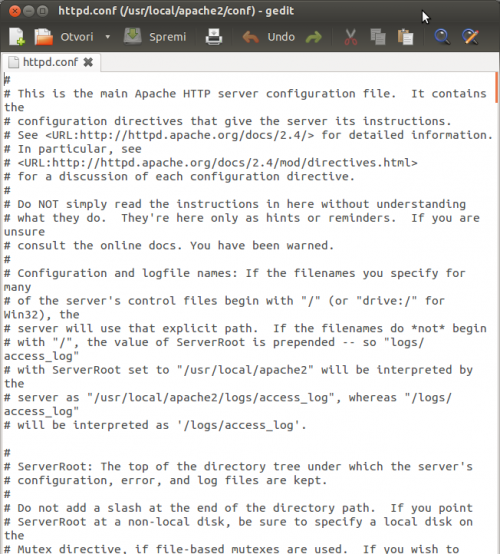 httpd.conf (/usr/local/apache2/conf) - gedit
Otvori Spremi Undo
httpd.conf
#
# This is the main Apache HTTP server configuration file.  It contains
the
# configuration directives that give the server its instructions.
# See <URL:http://httpd.apache.org/docs/2.4/> for detailed information.
# In particular, see
# <URL:http://httpd.apache.org/docs/2.4/mod/directives.html>
# for a discussion of each configuration directive.
#
# Do NOT simply read the instructions in here without understanding
# what they do.  They're here only as hints or reminders.  If you are
unsure
# consult the online docs. You have been warned.
#
# Configuration and logfile names: If the filenames you specify for
many
# of the server's control files begin with "/" (or "drive:/" for
Win32), the
# server will use that explicit path.  If the filenames do *not* begin
# with "/", the value of ServerRoot is prepended -- so "logs/
access_log"
# with ServerRoot set to "/usr/local/apache2" will be interpreted by
the
# server as "/usr/local/apache2/logs/access_log", whereas "/logs/
access_log"
# will be interpreted as '/logs/access_log'.

#
# ServerRoot: The top of the directory tree under which the server's
# configuration, error, and log files are kept.
#
# Do not add a slash at the end of the directory path.  If you point
# ServerRoot at a non-local disk, be sure to specify a local disk on
the
# Mutex directive, if file-based mutexes are used.  If you wish to